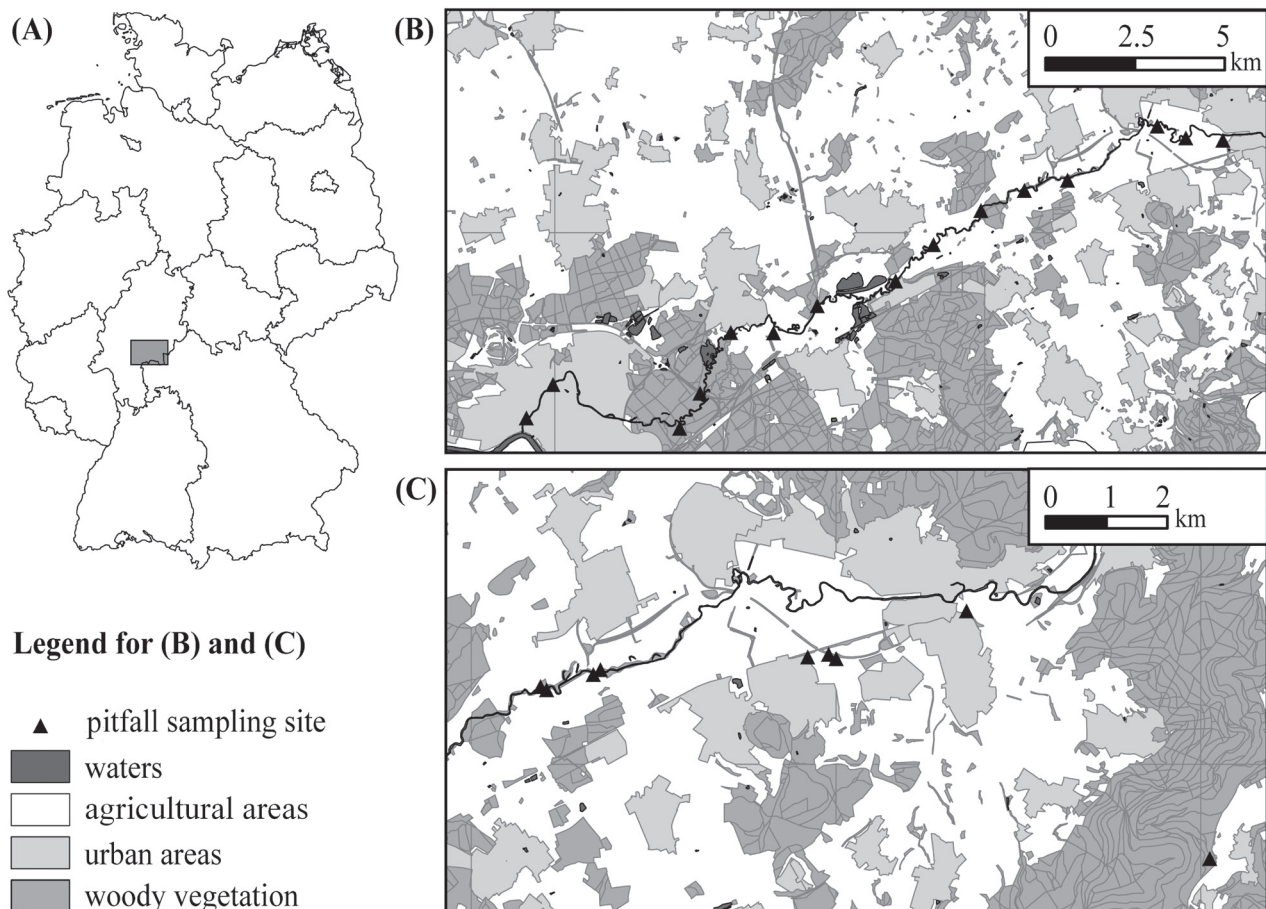 (A)
(B)
0 2.5 5
km
(C)
0 1 2
km
Legend for (B) and (C)
pitfall sampling site
waters
agricultural areas
urban areas
woody vegetation